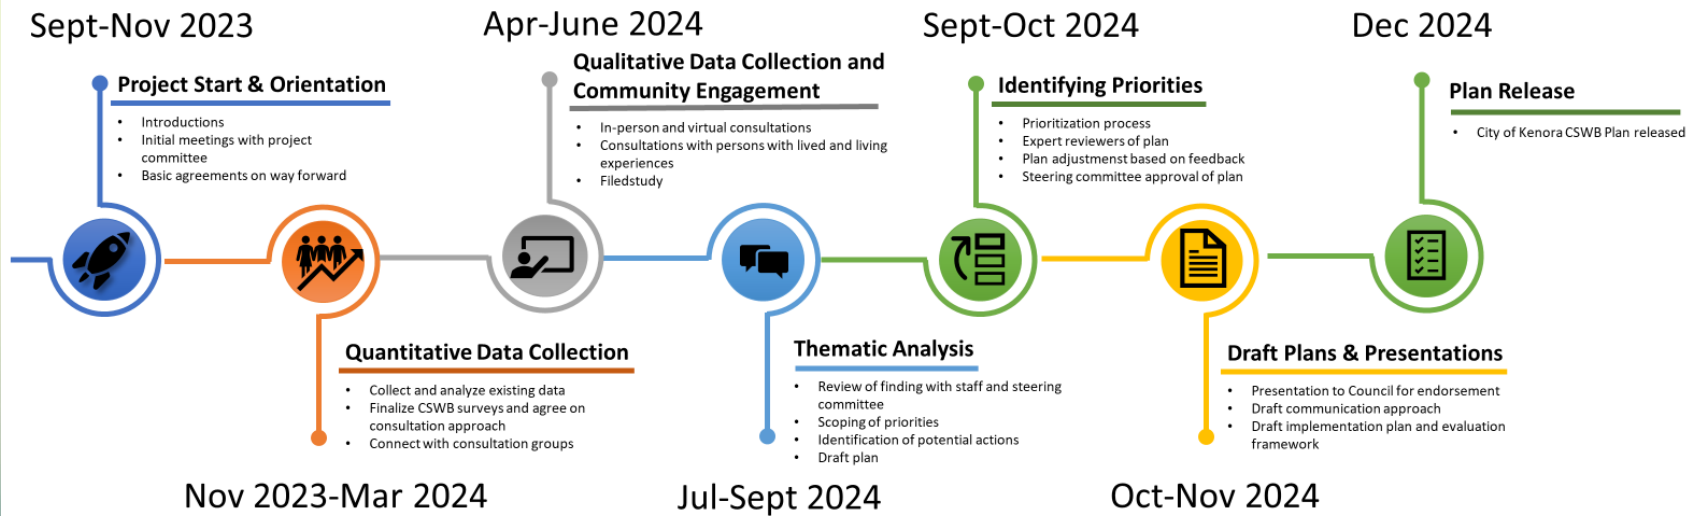 Sept-Nov 2023
Project Start & Orientation
• Introductions
• Initial meetings with project
committee
• Basic agreements on way forward
Quantitative Data Collection
• Collect and analyze existing data
• Finalize CSWB surveys and agree on
consultation approach
• Connect with consultation groups
Nov 2023-Mar 2024
Apr-June 2024
Qualitative Data Collection and
Community Engagement
• In-person and virtual consultations
• Consultations with persons with lived and living
experiences
• Filedstudy
Thematic Analysis
• Review of finding with staff and steering
committee
• Scoping of priorities
• Identification of potential actions
• Draft plan
Jul-Sept 2024
Sept-Oct 2024
Identifying Priorities
• Prioritization process
• Expert reviewers of plan
• Plan adjustmenst based on feedback
• Steering committee approval of plan
Draft Plans & Presentations
• Presentation to Council for endorsement
• Draft communication approach
• Draft implementation plan and evaluation
framework
Oct-Nov 2024
Dec 2024
Plan Release
• City of Kenora CSWB Plan released